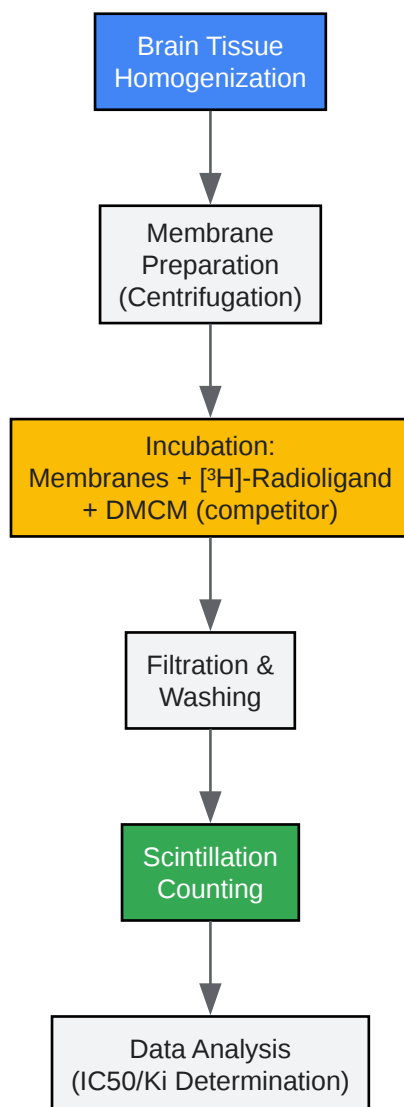 Brain Tissue
Homogenization
Membrane
Preparation
(Centrifugation)
Incubation:
Membranes + [³H]-Radioligand
+ DMCM (competitor)
Filtration &
Washing
Scintillation
Counting
Data Analysis
(IC50/Ki Determination)